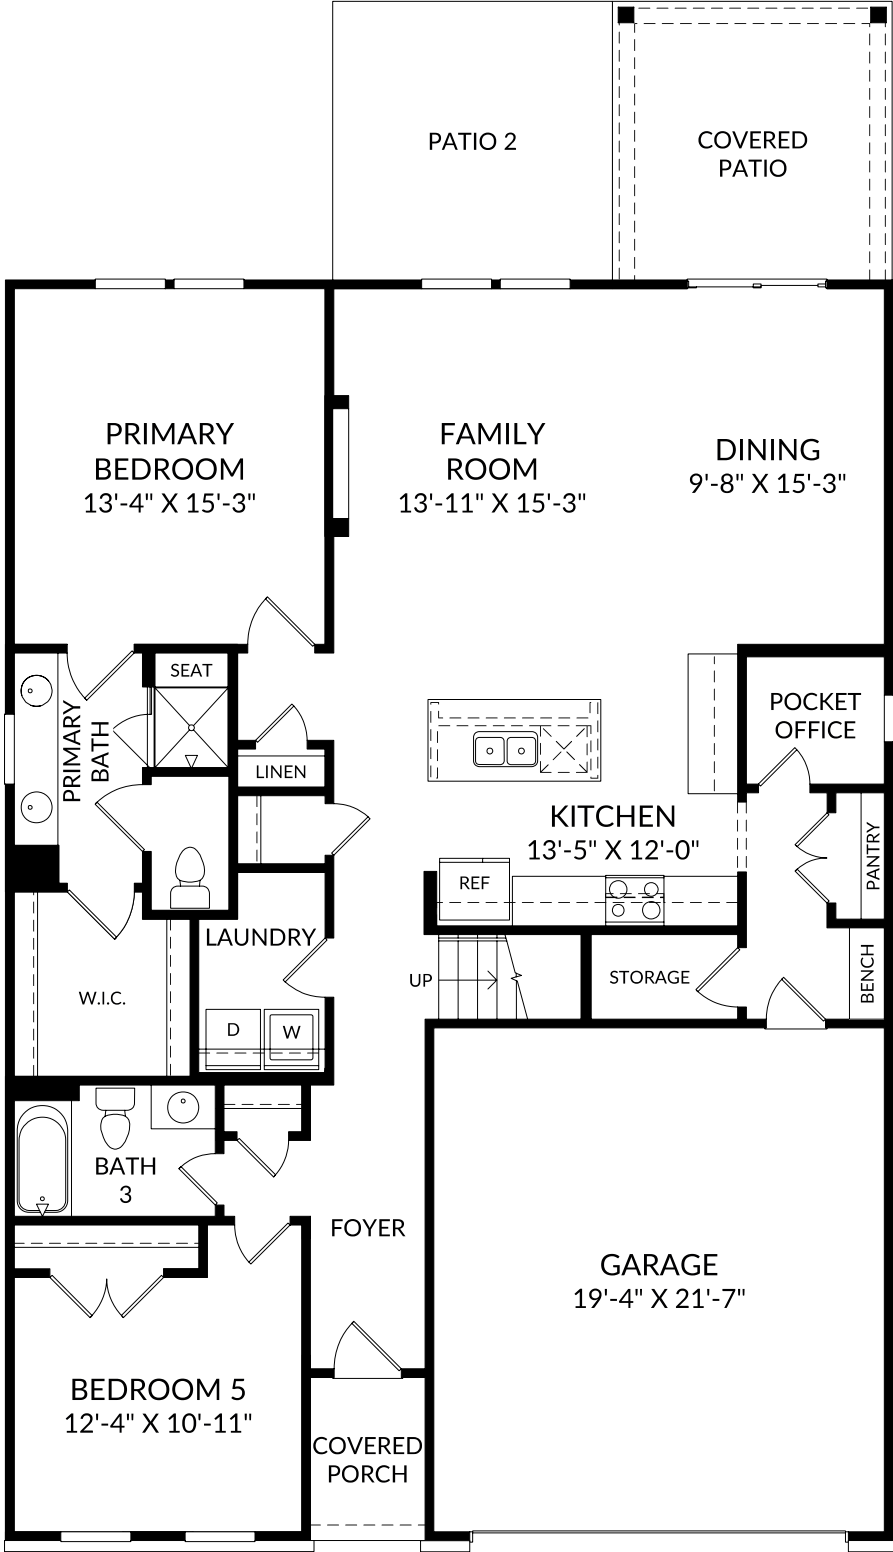 PATIO 2
COVERED
PATIO
PRIMARY
BEDROOM
13'-4" X 15'-3"
FAMILY
ROOM
13'-11" X 15'-3"
DINING
9'-8" X 15'-3"
SEAT
PRIMARY
BATH
LINEN
POCKET
OFFICE
KITCHEN
13'-5" X 12'-0"
PANTRY
REF
LAUNDRY
UP
STORAGE
BENCH
W.I.C.
D
W
BATH
3
FOYER
GARAGE
19'-4" X 21'-7"
BEDROOM 5
12'-4" X 10'-11"
COVERED
PORCH